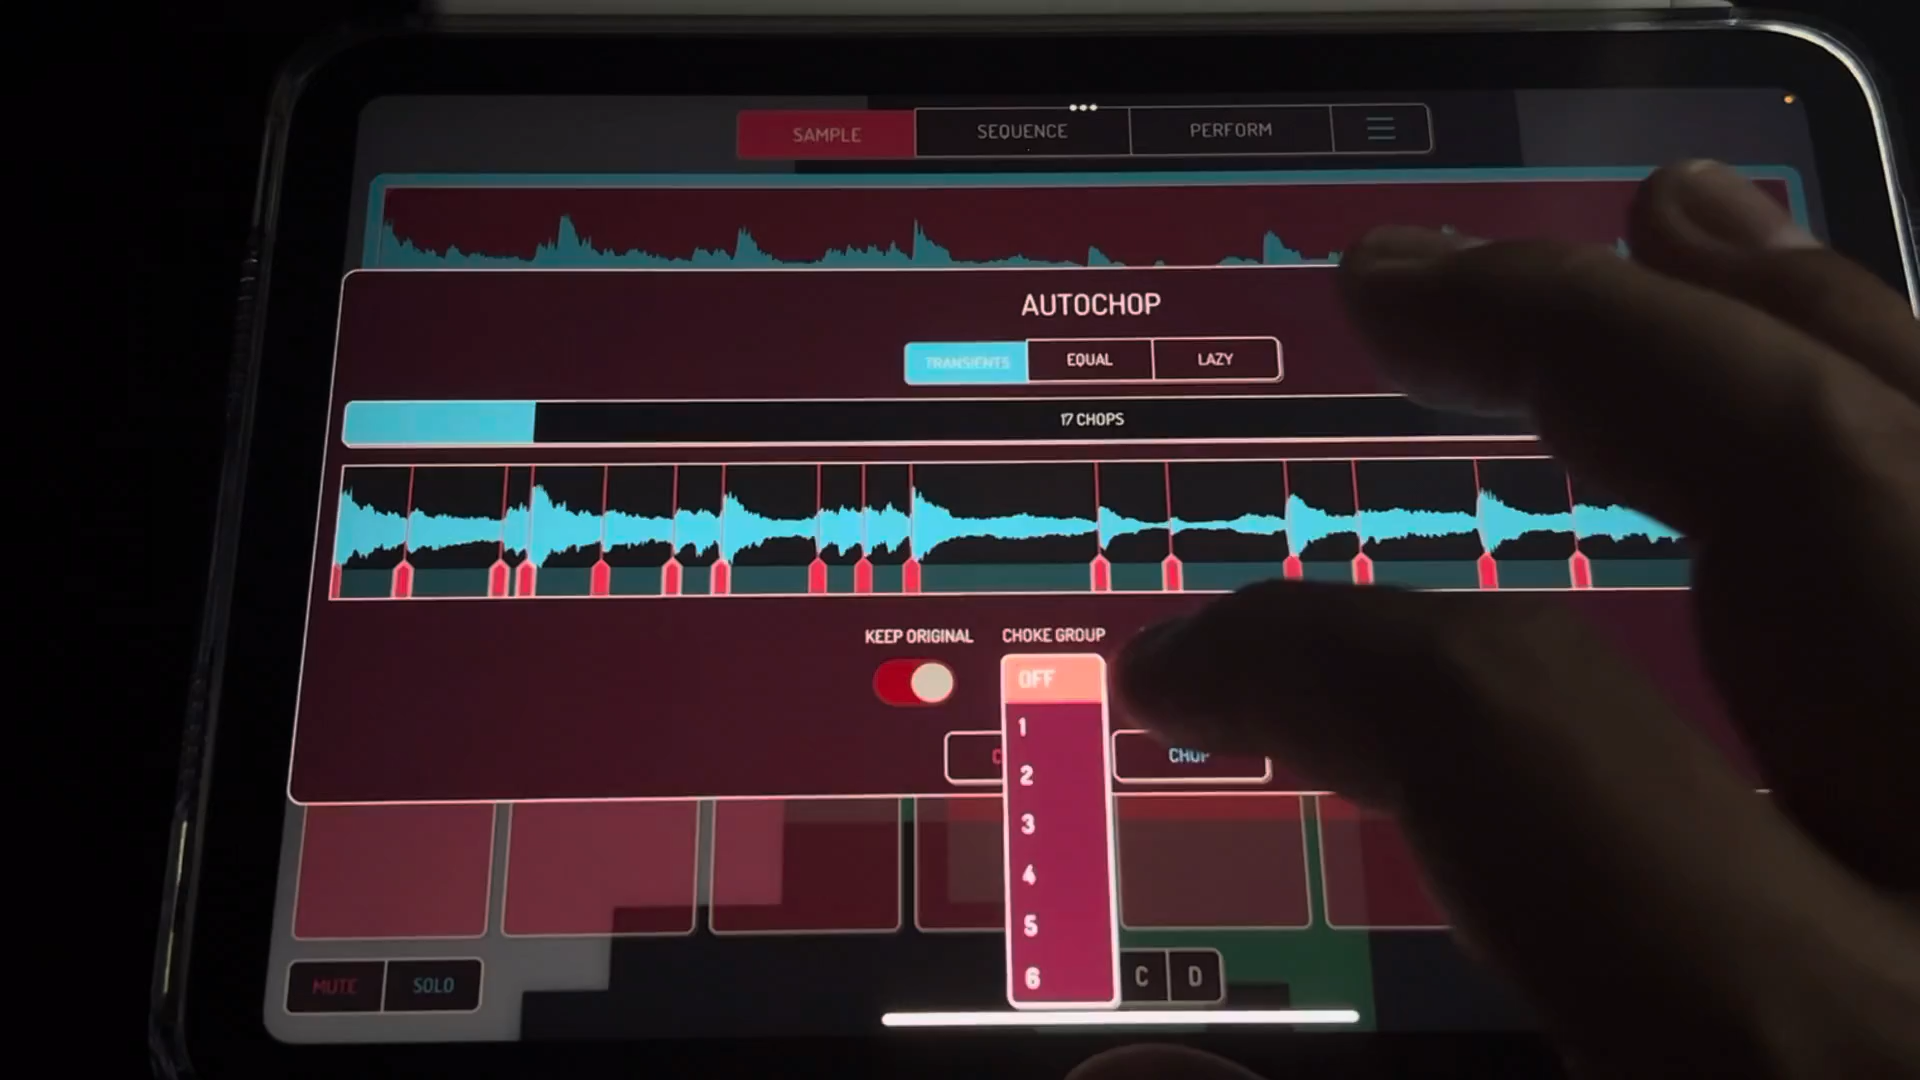 SAMPLE SEQUENCE PERFORM
AUTOCHOP
TRANSIENTS EQUAL LAZY
17 CHOPS
KEEP ORIGINAL CHOKE GROUP
OFF
1
CHOP
2
3
4
5
6
MUTE SOLO C D